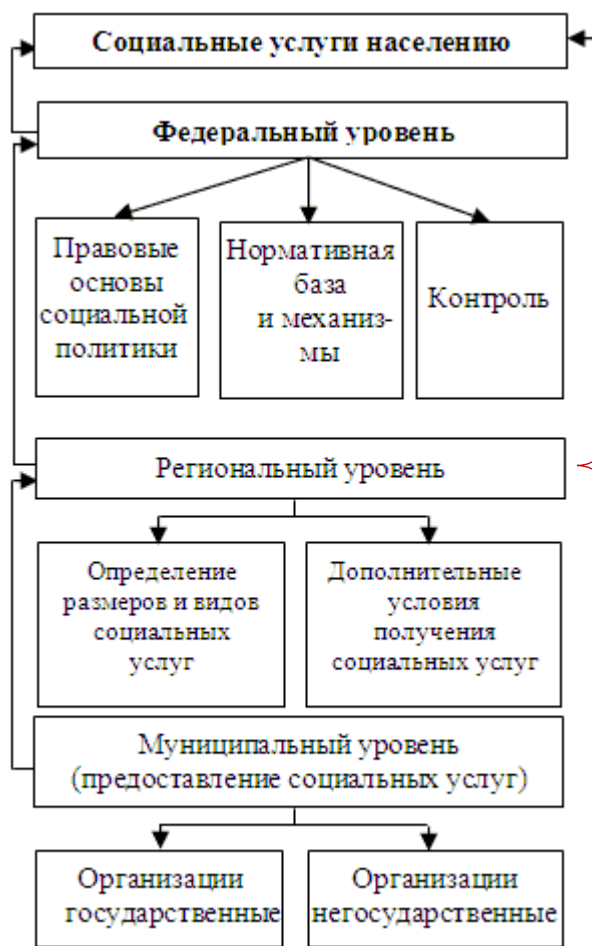 Социальные услуги населению
Федеральный уровень
Правовые
основы
социальной
политики
Нормативная
база
и механиз-
мы
Контроль
Региональный уровень
Определение
размеров и видов
социальных
услуг
Дополнительные
условия
получения
социальных услуг
Муниципальный уровень
(предоставление социальных услуг)
Организации
государственные
Организации
негосударственные